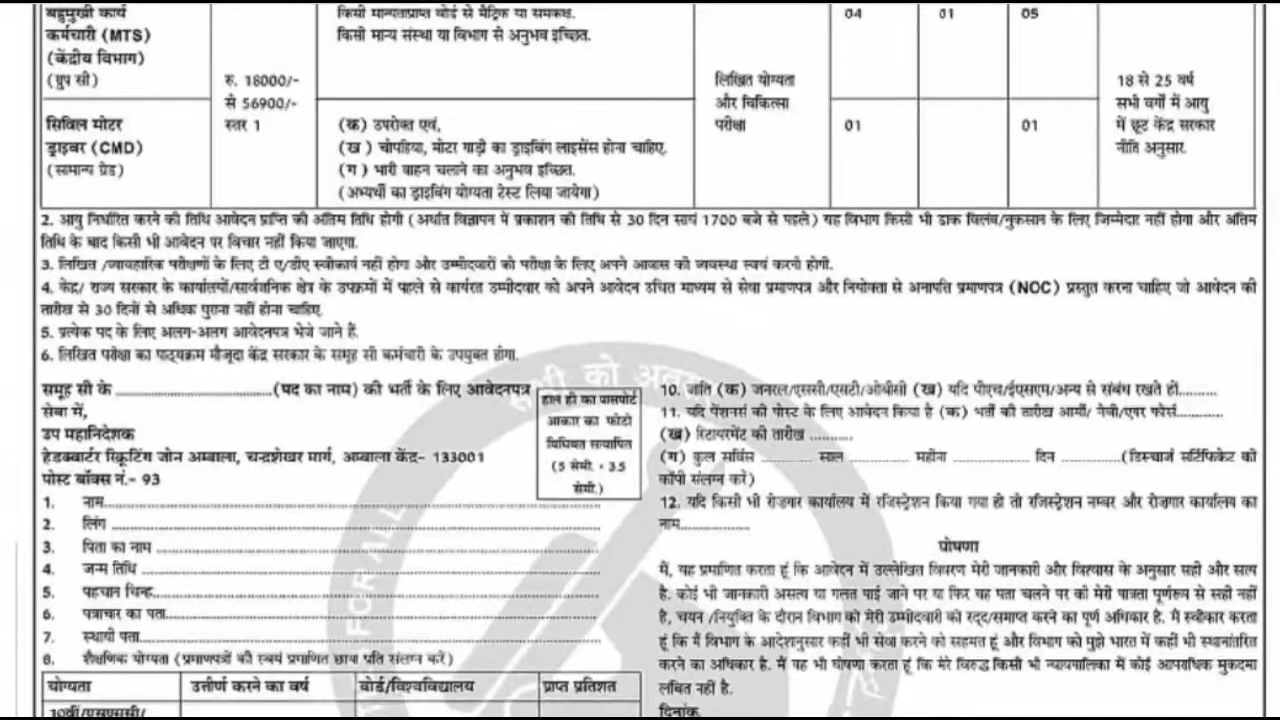 बहुमुखी कार्य
कर्मचारी (MTS)
(केंद्रीय विभाग)
(ग्रुप सी)
रु. 18000/-
से 56900/-
स्तर 1
किसी मान्यताप्राप्त बोर्ड से मैट्रिक या समकक्ष.
किसी मान्य संस्था या विभाग से अनुभव इच्छित.
लिखित योग्यता
और चिकित्सा
परीक्षा
04 01 05
18 से 25 वर्ष
सभी वर्गों में आयु
में छूट केंद्र सरकार
नीति अनुसार.
सिविल मोटर
ड्राइवर (CMD)
(सामान्य ग्रेड)
(क) उपरोक्त एवं,
(ख ) चोपहिया, मोटर गाड़ी का ड्राइविंग लाइसेंस होना चाहिए.
(ग ) भारी वाहन चलाने का अनुभव इच्छित.
(अभ्यर्थी का ड्राइविंग योग्यता टेस्ट लिया जायेगा)
01 01
2. आयु निर्धारित करने की तिथि आवेदन प्राप्ति की अंतिम तिथि होगी (अर्थात विज्ञापन में प्रकाशन की तिथि से 30 दिन सायं 1700 बजे से पहले) यह विभाग किसी भी डाक विलंब/नुकसान के लिए जिम्मेदार नहीं होगा और अंतिम
तिथि के बाद किसी भी आवेदन पर विचार नहीं किया जाएगा.
3. लिखित /व्यावहारिक परीक्षणों के लिए टी ए/डीए स्वीकार्य नहीं होगा और उम्मीदवारों को परीक्षा के लिए अपने आवास की व्यवस्था स्वयं करनी होगी.
4. केंद्र/ राज्य सरकार के कार्यालयों/सार्वजनिक क्षेत्र के उपक्रमों में पहले से कार्यरत उम्मीदवार को अपने आवेदन उचित माध्यम से सेवा प्रमाणपत्र और नियोक्ता से अनापत्ति प्रमाणपत्र (NOC) प्रस्तुत करना चाहिए जो आवेदन की
तारीख से 30 दिनों से अधिक पुराना नहीं होना चाहिए.
5. प्रत्येक पद के लिए अलग-अलग आवेदनपत्र भेजे जाने हैं.
6. लिखित परीक्षा का पाठ्यक्रम मौजूदा केंद्र सरकार के समूह सी कर्मचारी के उपयुक्त होगा.
समूह सी के ..............................(पद का नाम) की भर्ती के लिए आवेदनपत्र
सेवा में,
उप महानिदेशक
हेडक्वार्टर रिक्रूटिंग जोन अम्बाला, चन्द्रशेखर मार्ग, अम्बाला कैंट- 133001
पोस्ट बॉक्स नं.- 93
हाल ही का पासपोर्ट
आकार का फोटो
विधिवत सत्यापित
(5 सेमी. × 3.5
सेमी.)
1. नाम..............................
2. लिंग ..............................
3. पिता का नाम ..............................
4. जन्म तिथि ..............................
5. पहचान चिन्ह..............................
6. पत्राचार का पता..............................
7. स्थायी पता..............................
8. शैक्षणिक योग्यता (प्रमाणपत्रों की स्वयं प्रमाणित छाया प्रति संलग्न करें)
योग्यता उत्तीर्ण करने का वर्ष बोर्ड/विश्वविद्यालय प्राप्त प्रतिशत
10वीं/एसएससी/
10. जाति (क) जनरल/एससी/एसटी/ओबीसी (ख) यदि पीएच/ईएसएम/अन्य से संबंध रखते हों..........
11. यदि पेंशनर्स की पोस्ट के लिए आवेदन किया है (क) भर्ती की तारीख आर्मी/ नेवी/एयर फोर्स..........
(ख) रिटायरमेंट की तारीख ..........
(ग) कुल सर्विस ............ साल ............ महीना ............... दिन ............ (डिस्चार्ज सर्टिफिकेट की
कॉपी संलग्न करें)
12. यदि किसी भी रोजगार कार्यालय में रजिस्ट्रेशन किया गया हो तो रजिस्ट्रेशन नम्बर और रोजगार कार्यालय का
नाम...............
घोषणा
मैं, यह प्रमाणित करता हूं कि आवेदन में उल्लेखित विवरण मेरी जानकारी और विश्वास के अनुसार सही और सत्य
है. कोई भी जानकारी असत्य या गलत पाई जाने पर या फिर यह पता चलने पर की मेरी पात्रता पूर्णरूप से सही नहीं
है, चयन /नियुक्ति के दौरान विभाग को मेरी उम्मीदवारी को रद्द/समाप्त करने का पूर्ण अधिकार है. मैं स्वीकार करता
हूं कि मैं विभाग के आदेशनुसार कहीं भी सेवा करने को सहमत हूं और विभाग को मुझे भारत में कहीं भी स्थानांतरित
करने का अधिकार है. मैं यह भी घोषणा करता हूं कि मेरे विरुद्ध किसी भी न्यायपालिका में कोई आपराधिक मुकदमा
लंबित नहीं है.
दिनांक.